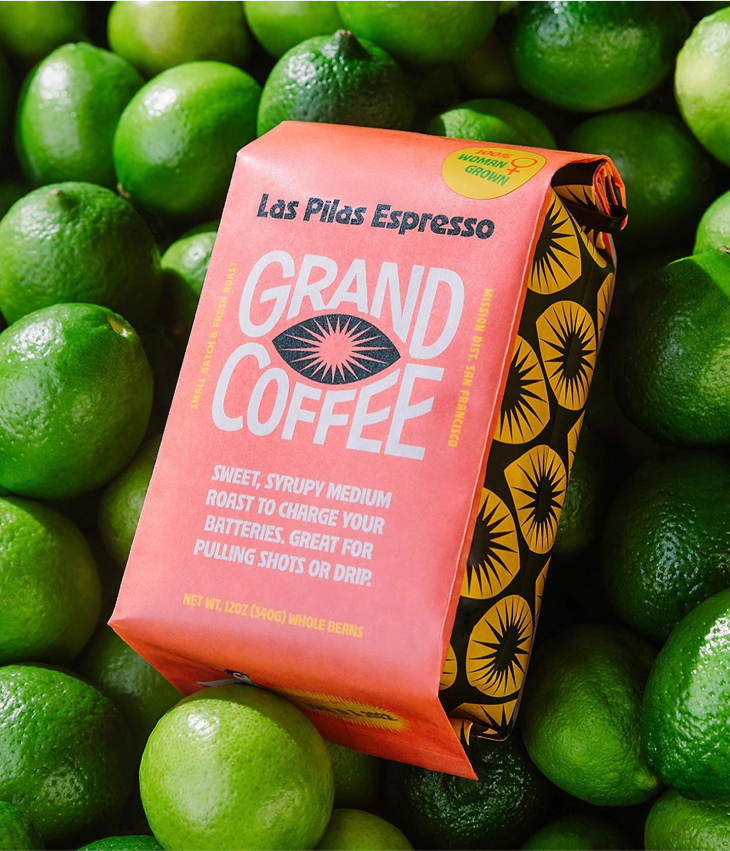 100%
WOMAN
GROWN
Las Pilas Espresso
GRAND
COFFEE
SMALL BATCH & FRESH ROAST
MISSION DIST. SAN FRANCISCO
SWEET, SYRUPY MEDIUM
ROAST TO CHARGE YOUR
BATTERIES. GREAT FOR
PULLING SHOTS OR DRIP.
NET WT. 12OZ (340G) WHOLE BEANS